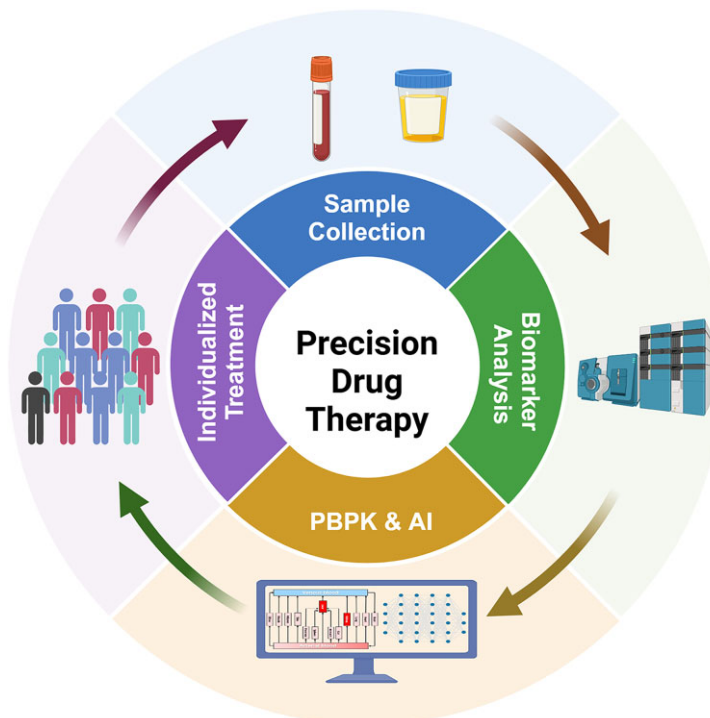 Sample
Collection
Biomarker
Analysis
Precision
Drug
Therapy
Individualized
Treatment
PBPK & AI